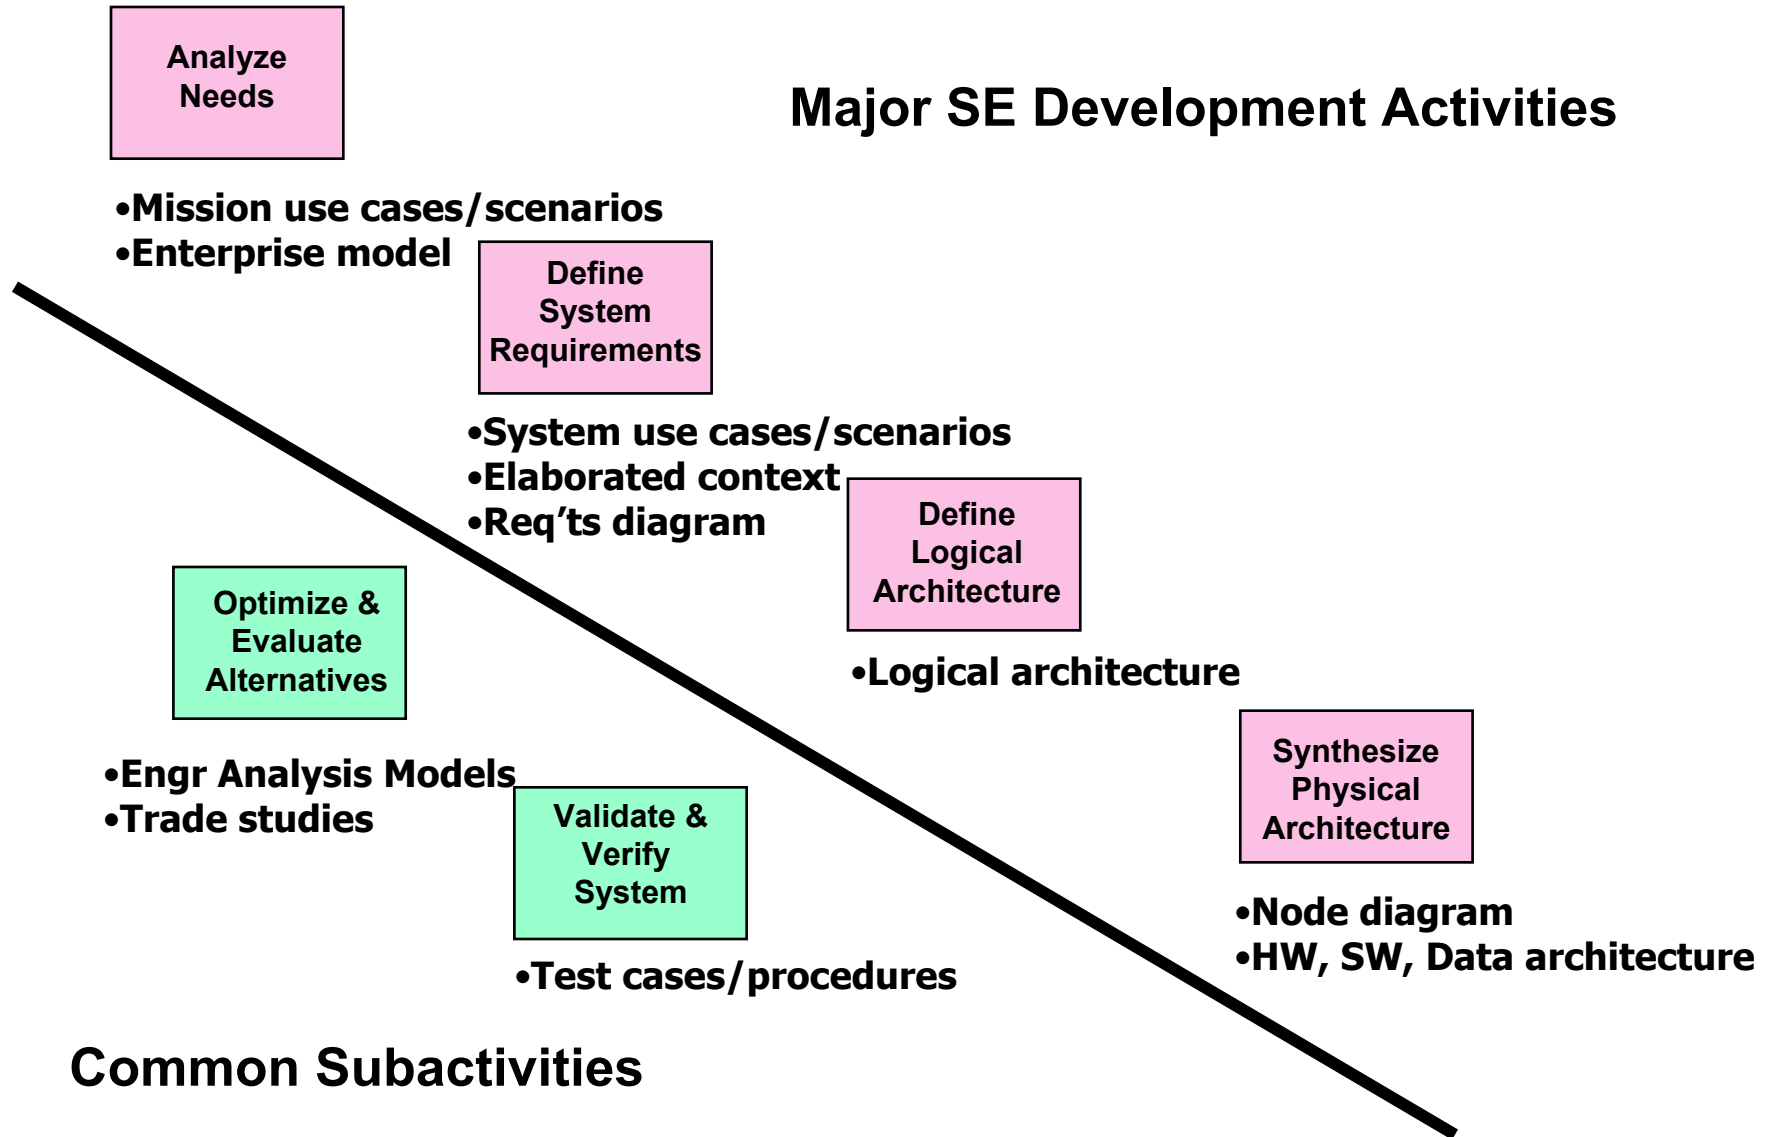 Analyze
Needs
Major SE Development Activities
•Mission use cases/scenarios
•Enterprise model
Define
System
Requirements
•System use cases/scenarios
•Elaborated context
•Req’ts diagram
Define
Logical
Architecture
•Logical architecture
Synthesize
Physical
Architecture
•Node diagram
•HW, SW, Data architecture
Optimize &
Evaluate
Alternatives
•Engr Analysis Models
•Trade studies
Validate &
Verify
System
•Test cases/procedures
Common Subactivities